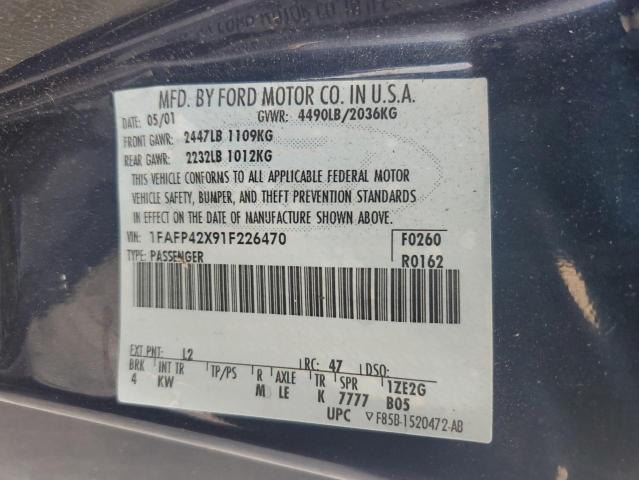 MFD. BY FORD MOTOR CO. IN U.S.A.
DATE: 05/01 GVWR: 4490LB/2036KG
FRONT GAWR: 2447LB 1109KG
REAR GAWR: 2232LB 1012KG
THIS VEHICLE CONFORMS TO ALL APPLICABLE FEDERAL MOTOR
VEHICLE SAFETY, BUMPER, AND THEFT PREVENTION STANDARDS
IN EFFECT ON THE DATE OF MANUFACTURE SHOWN ABOVE.
VIN: 1FAFP42X91F226470 F0260
TYPE: PASSENGER R0162
EXT PNT: L2 RC: 47 DSO:
BRK INT TR TP/PS R AXLE TR SPR 1ZE2G
4 KW M LE K 7777 B05
UPC ▽F85B-1520472-AB